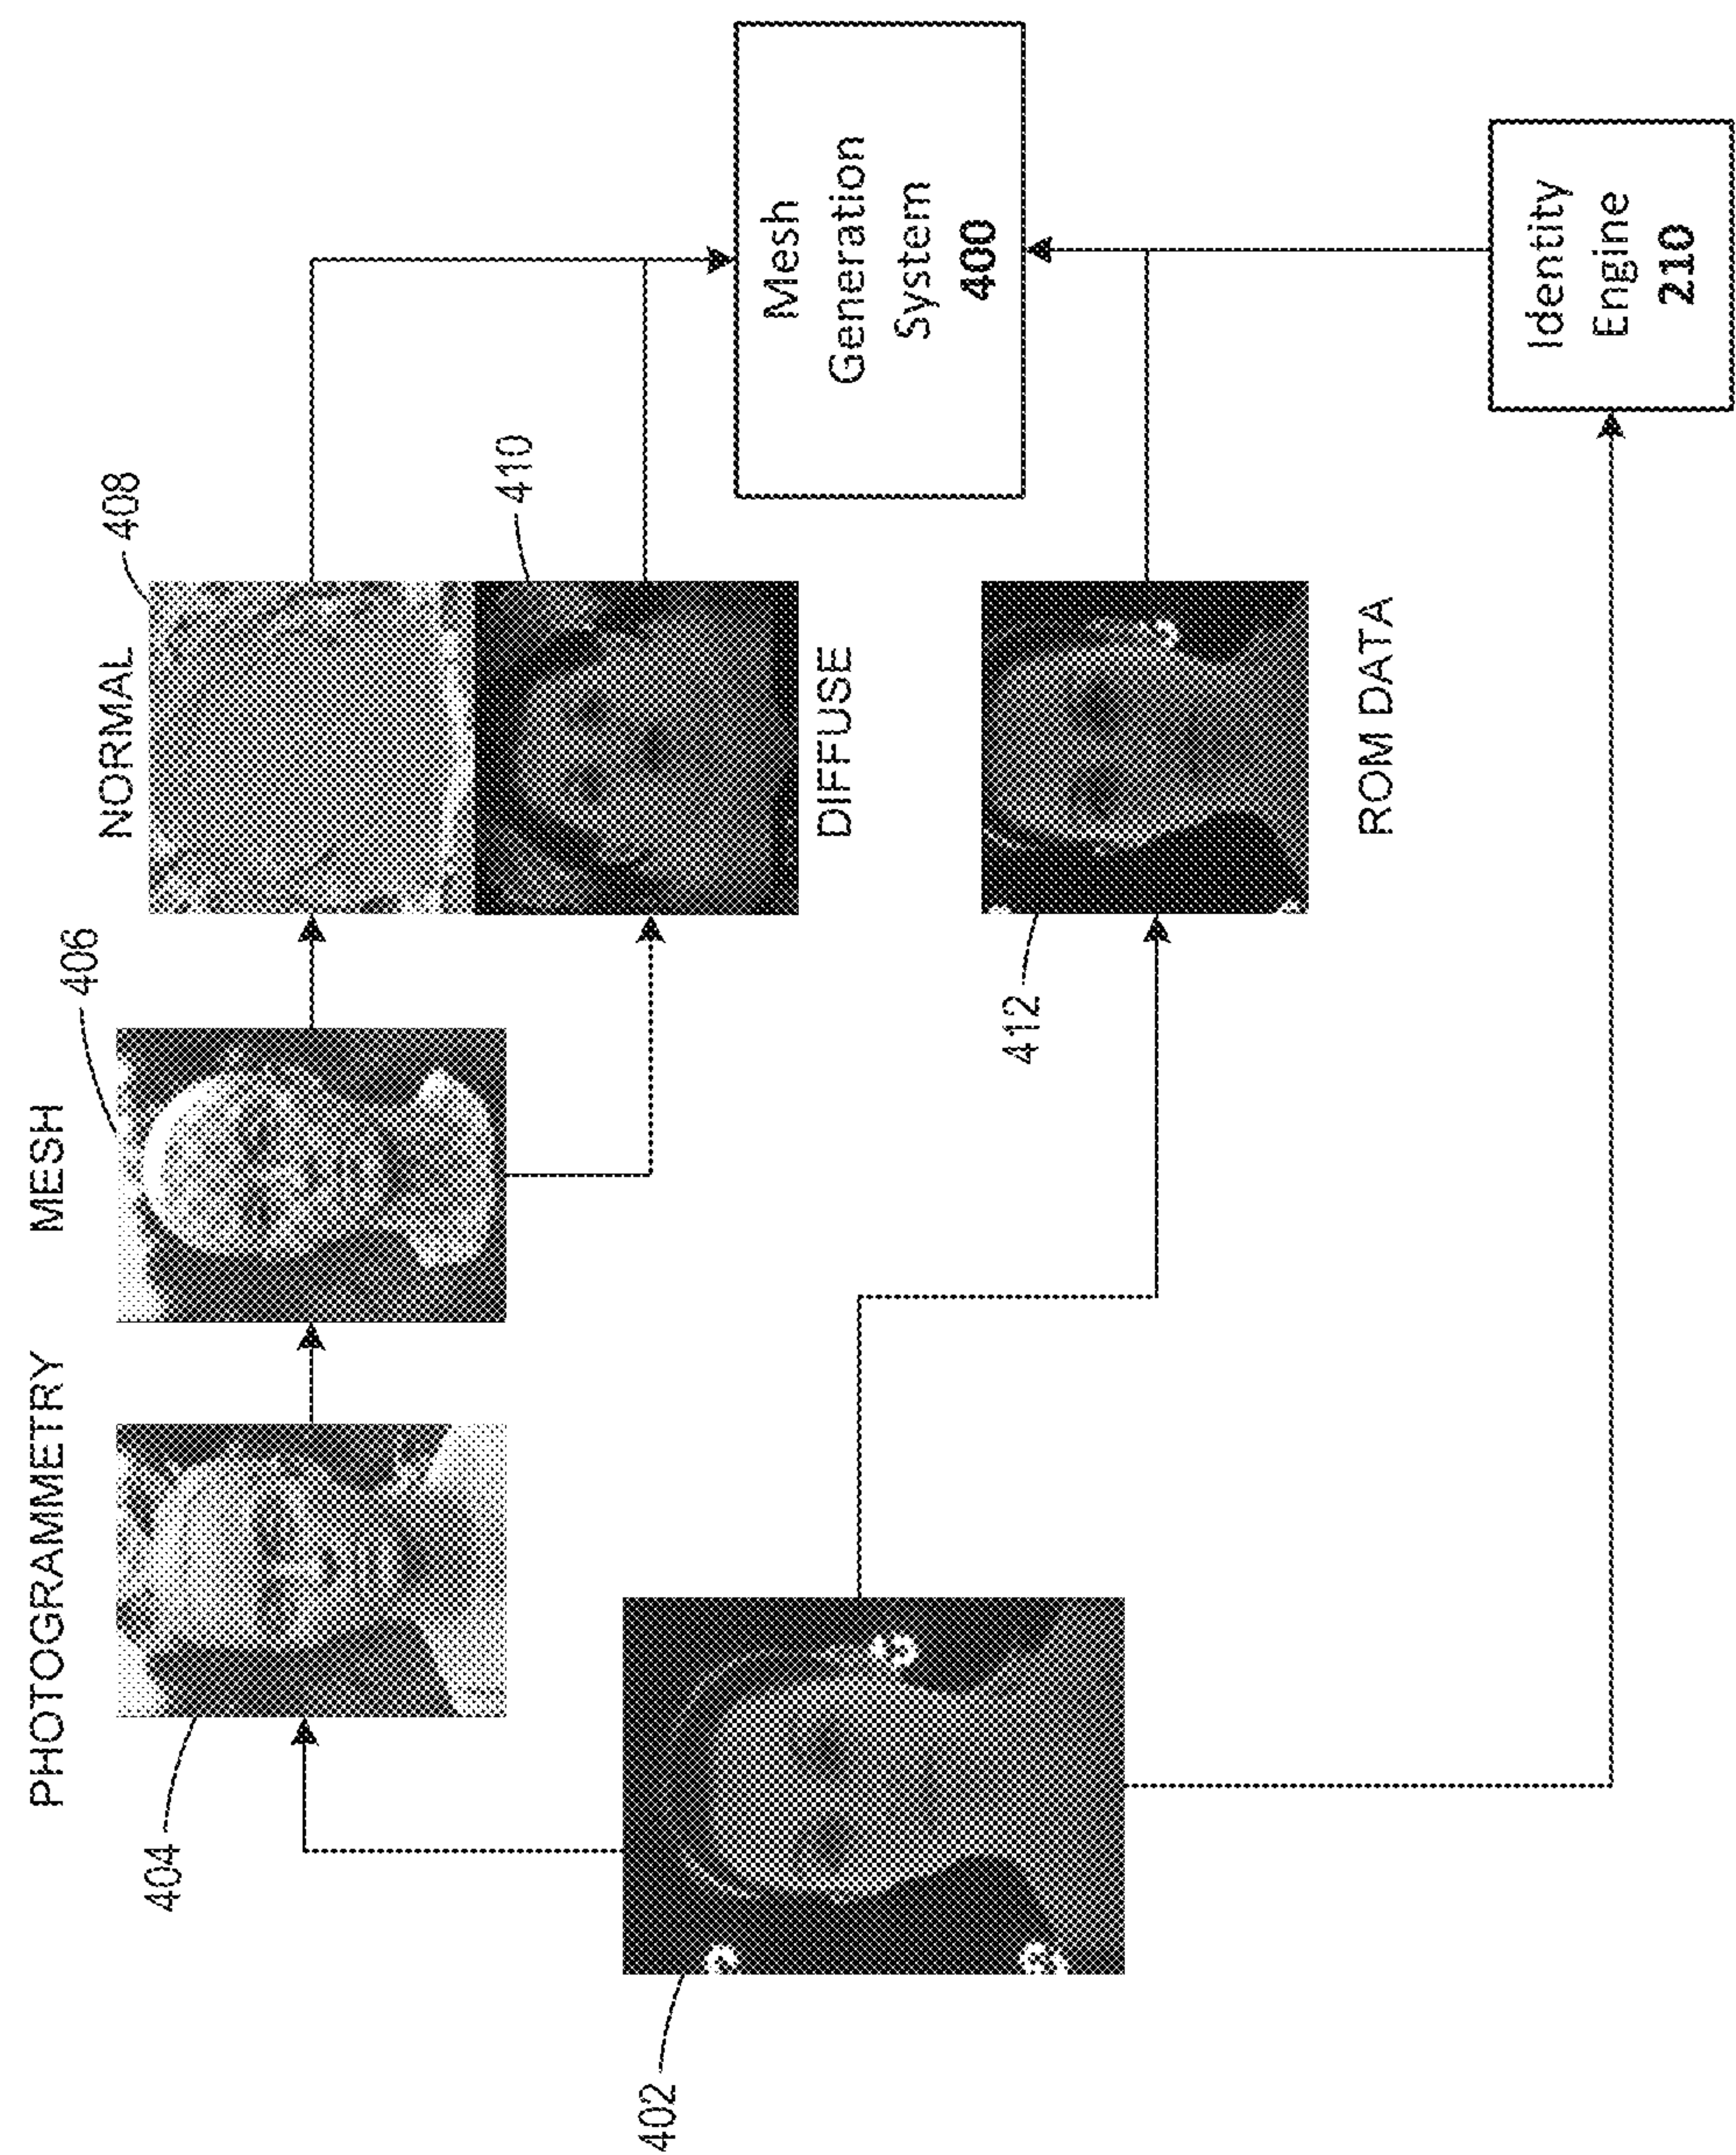 PHOTOGRAMMETRY
MESH
NORMAL
404
406
408
410
DIFFUSE
402
412
ROM DATA
Mesh
Generation
System
400
Identity
Engine
210